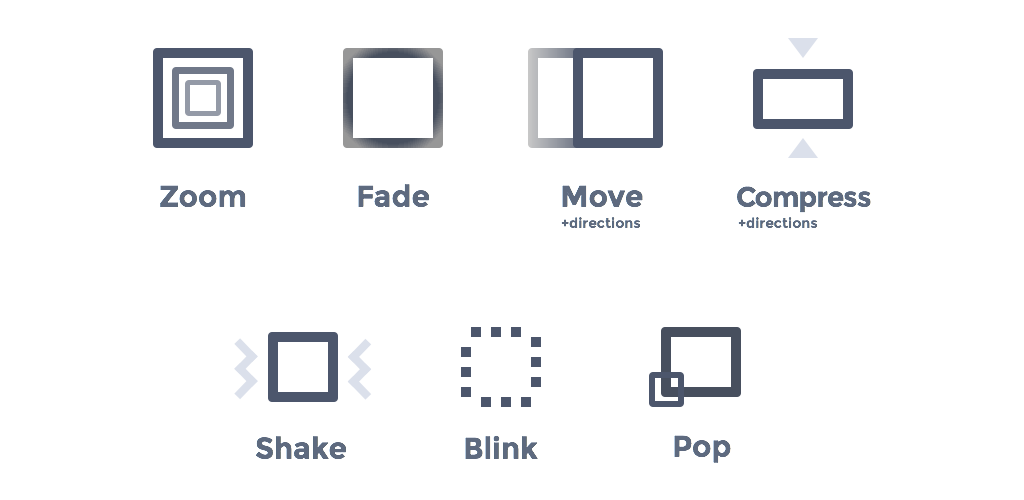 Zoom
Fade
Move
+directions
Compress
+directions
Shake
Blink
Pop